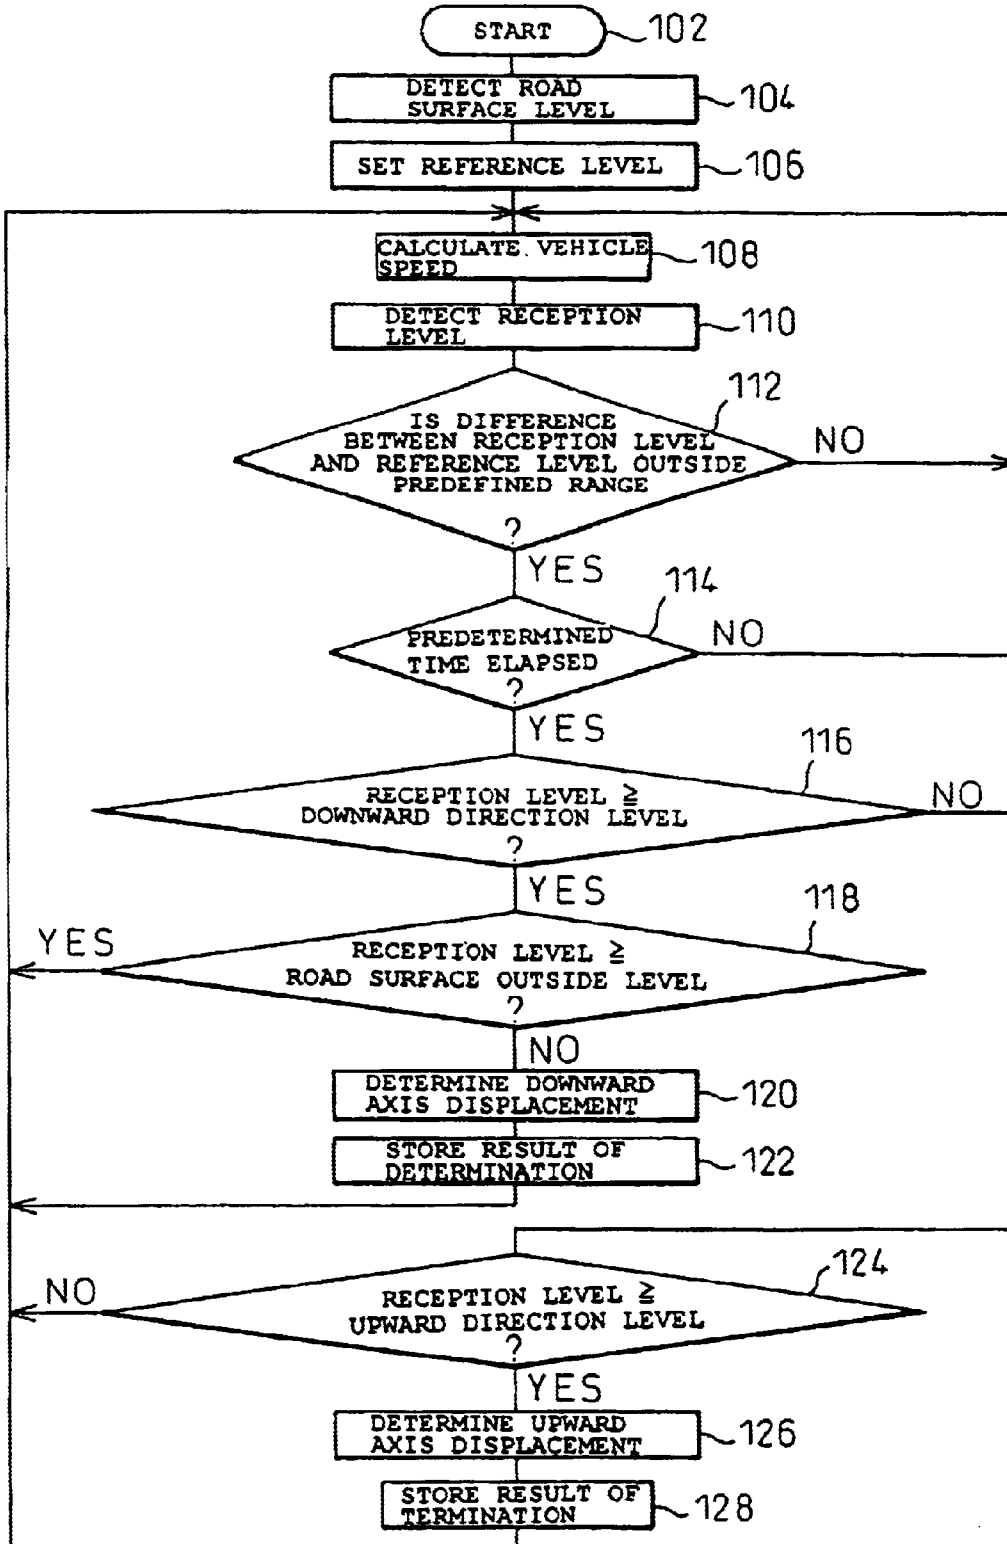 START
102
DETECT ROAD
SURFACE LEVEL
104
SET REFERENCE LEVEL
106
CALCULATE VEHICLE
SPEED
108
DETECT RECEPTION
LEVEL
110
112
IS DIFFERENCE
BETWEEN RECEPTION LEVEL
AND REFERENCE LEVEL OUTSIDE
PREDEFINED RANGE
?
NO
YES
114
PREDETERMINED
TIME ELAPSED
?
NO
YES
116
RECEPTION LEVEL ≧
DOWNWARD DIRECTION LEVEL
?
NO
YES
118
YES
RECEPTION LEVEL ≧
ROAD SURFACE OUTSIDE LEVEL
?
NO
DETERMINE DOWNWARD
AXIS DISPLACEMENT
120
STORE RESULT OF
DETERMINATION
122
124
NO
RECEPTION LEVEL ≧
UPWARD DIRECTION LEVEL
?
YES
DETERMINE UPWARD
AXIS DISPLACEMENT
126
STORE RESULT OF
TERMINATION
128